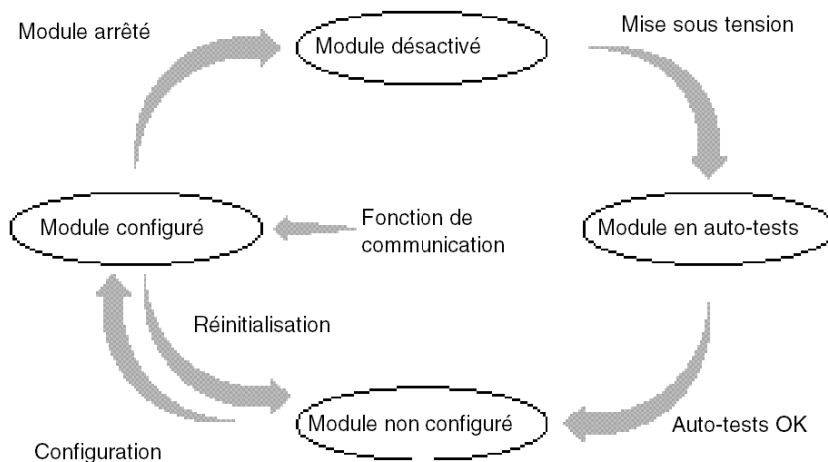 Module arrêté
Module désactivé
Mise sous tension
Module configuré
Fonction de
communication
Module en auto-tests
Réinitialisation
Module non configuré
Auto-tests OK
Configuration